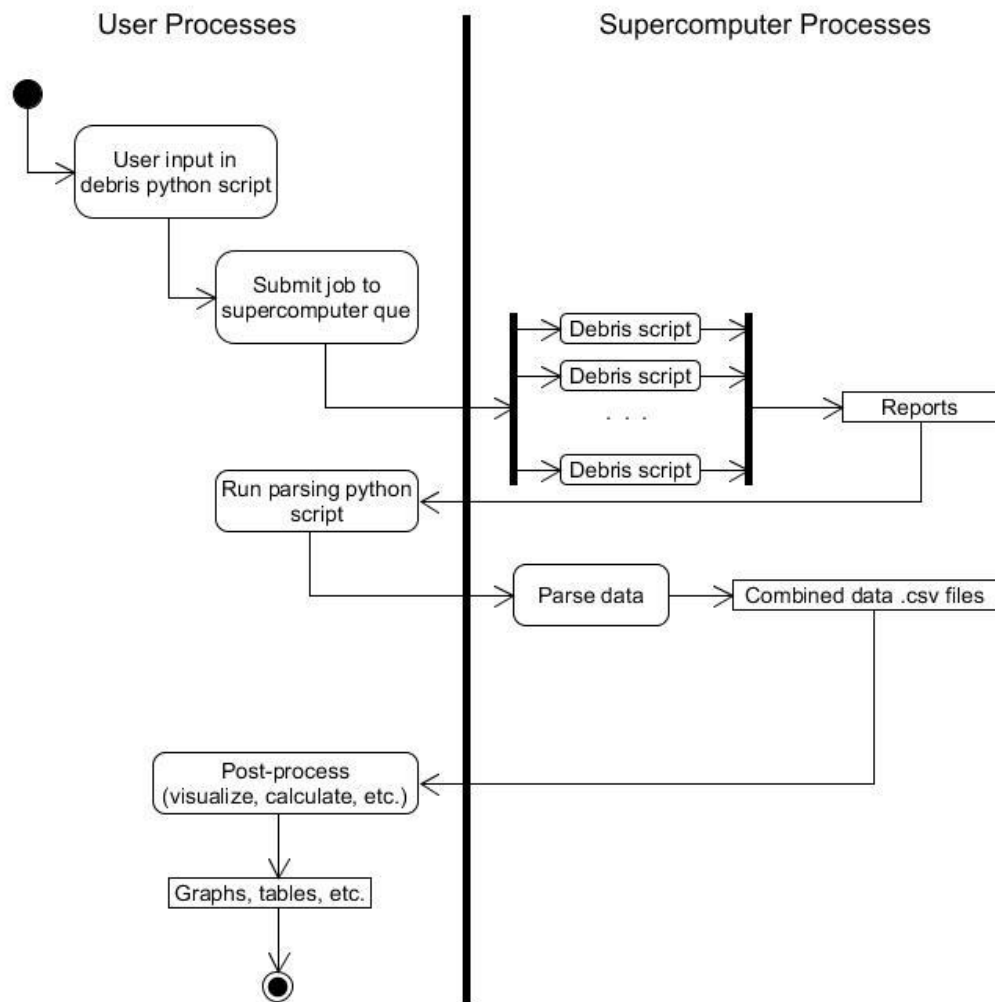 User Processes
Supercomputer Processes
User input in
debris python script
Submit job to
supercomputer que
Debris script
Debris script
. . .
Debris script
Reports
Run parsing python
script
Parse data
Combined data .csv files
Post-process
(visualize, calculate, etc.)
Graphs, tables, etc.